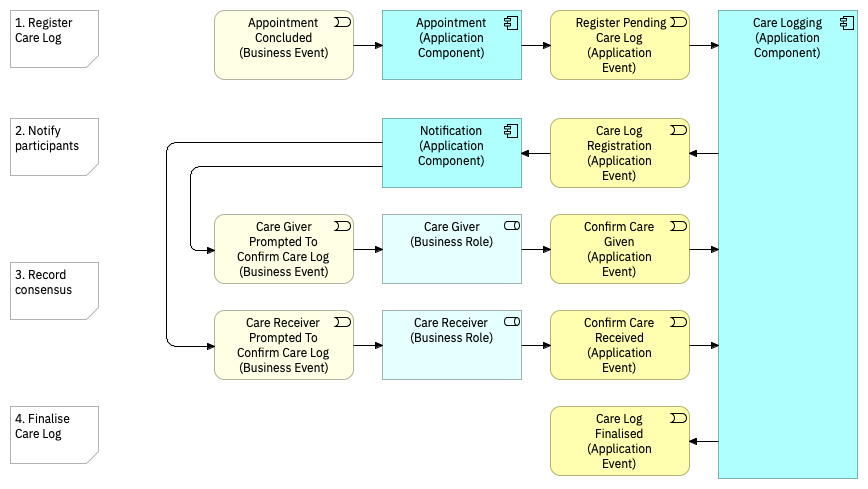 1. Register
Care Log
Appointment
Concluded
(Business Event)
Appointment
(Application
Component)
Register Pending
Care Log
(Application
Event)
Care Logging
(Application
Component)
2. Notify
participants
Notification
(Application
Component)
Care Log
Registration
(Application
Event)
Care Giver
Prompted To
Confirm Care Log
(Business Event)
Care Giver
(Business Role)
Confirm Care
Given
(Application
Event)
3. Record
consensus
Care Receiver
Prompted To
Confirm Care Log
(Business Event)
Care Receiver
(Business Role)
Confirm Care
Received
(Application
Event)
4. Finalise
Care Log
Care Log
Finalised
(Application
Event)